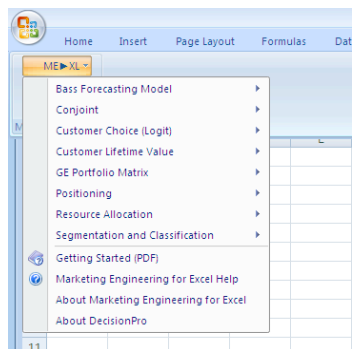 Home Insert Page Layout Formulas Dat
ME►XL
Bass Forecasting Model
Conjoint
Customer Choice (Logit)
Customer Lifetime Value
GE Portfolio Matrix
Positioning
Resource Allocation
Segmentation and Classification
Getting Started (PDF)
Marketing Engineering for Excel Help
About Marketing Engineering for Excel
About DecisionPro
11